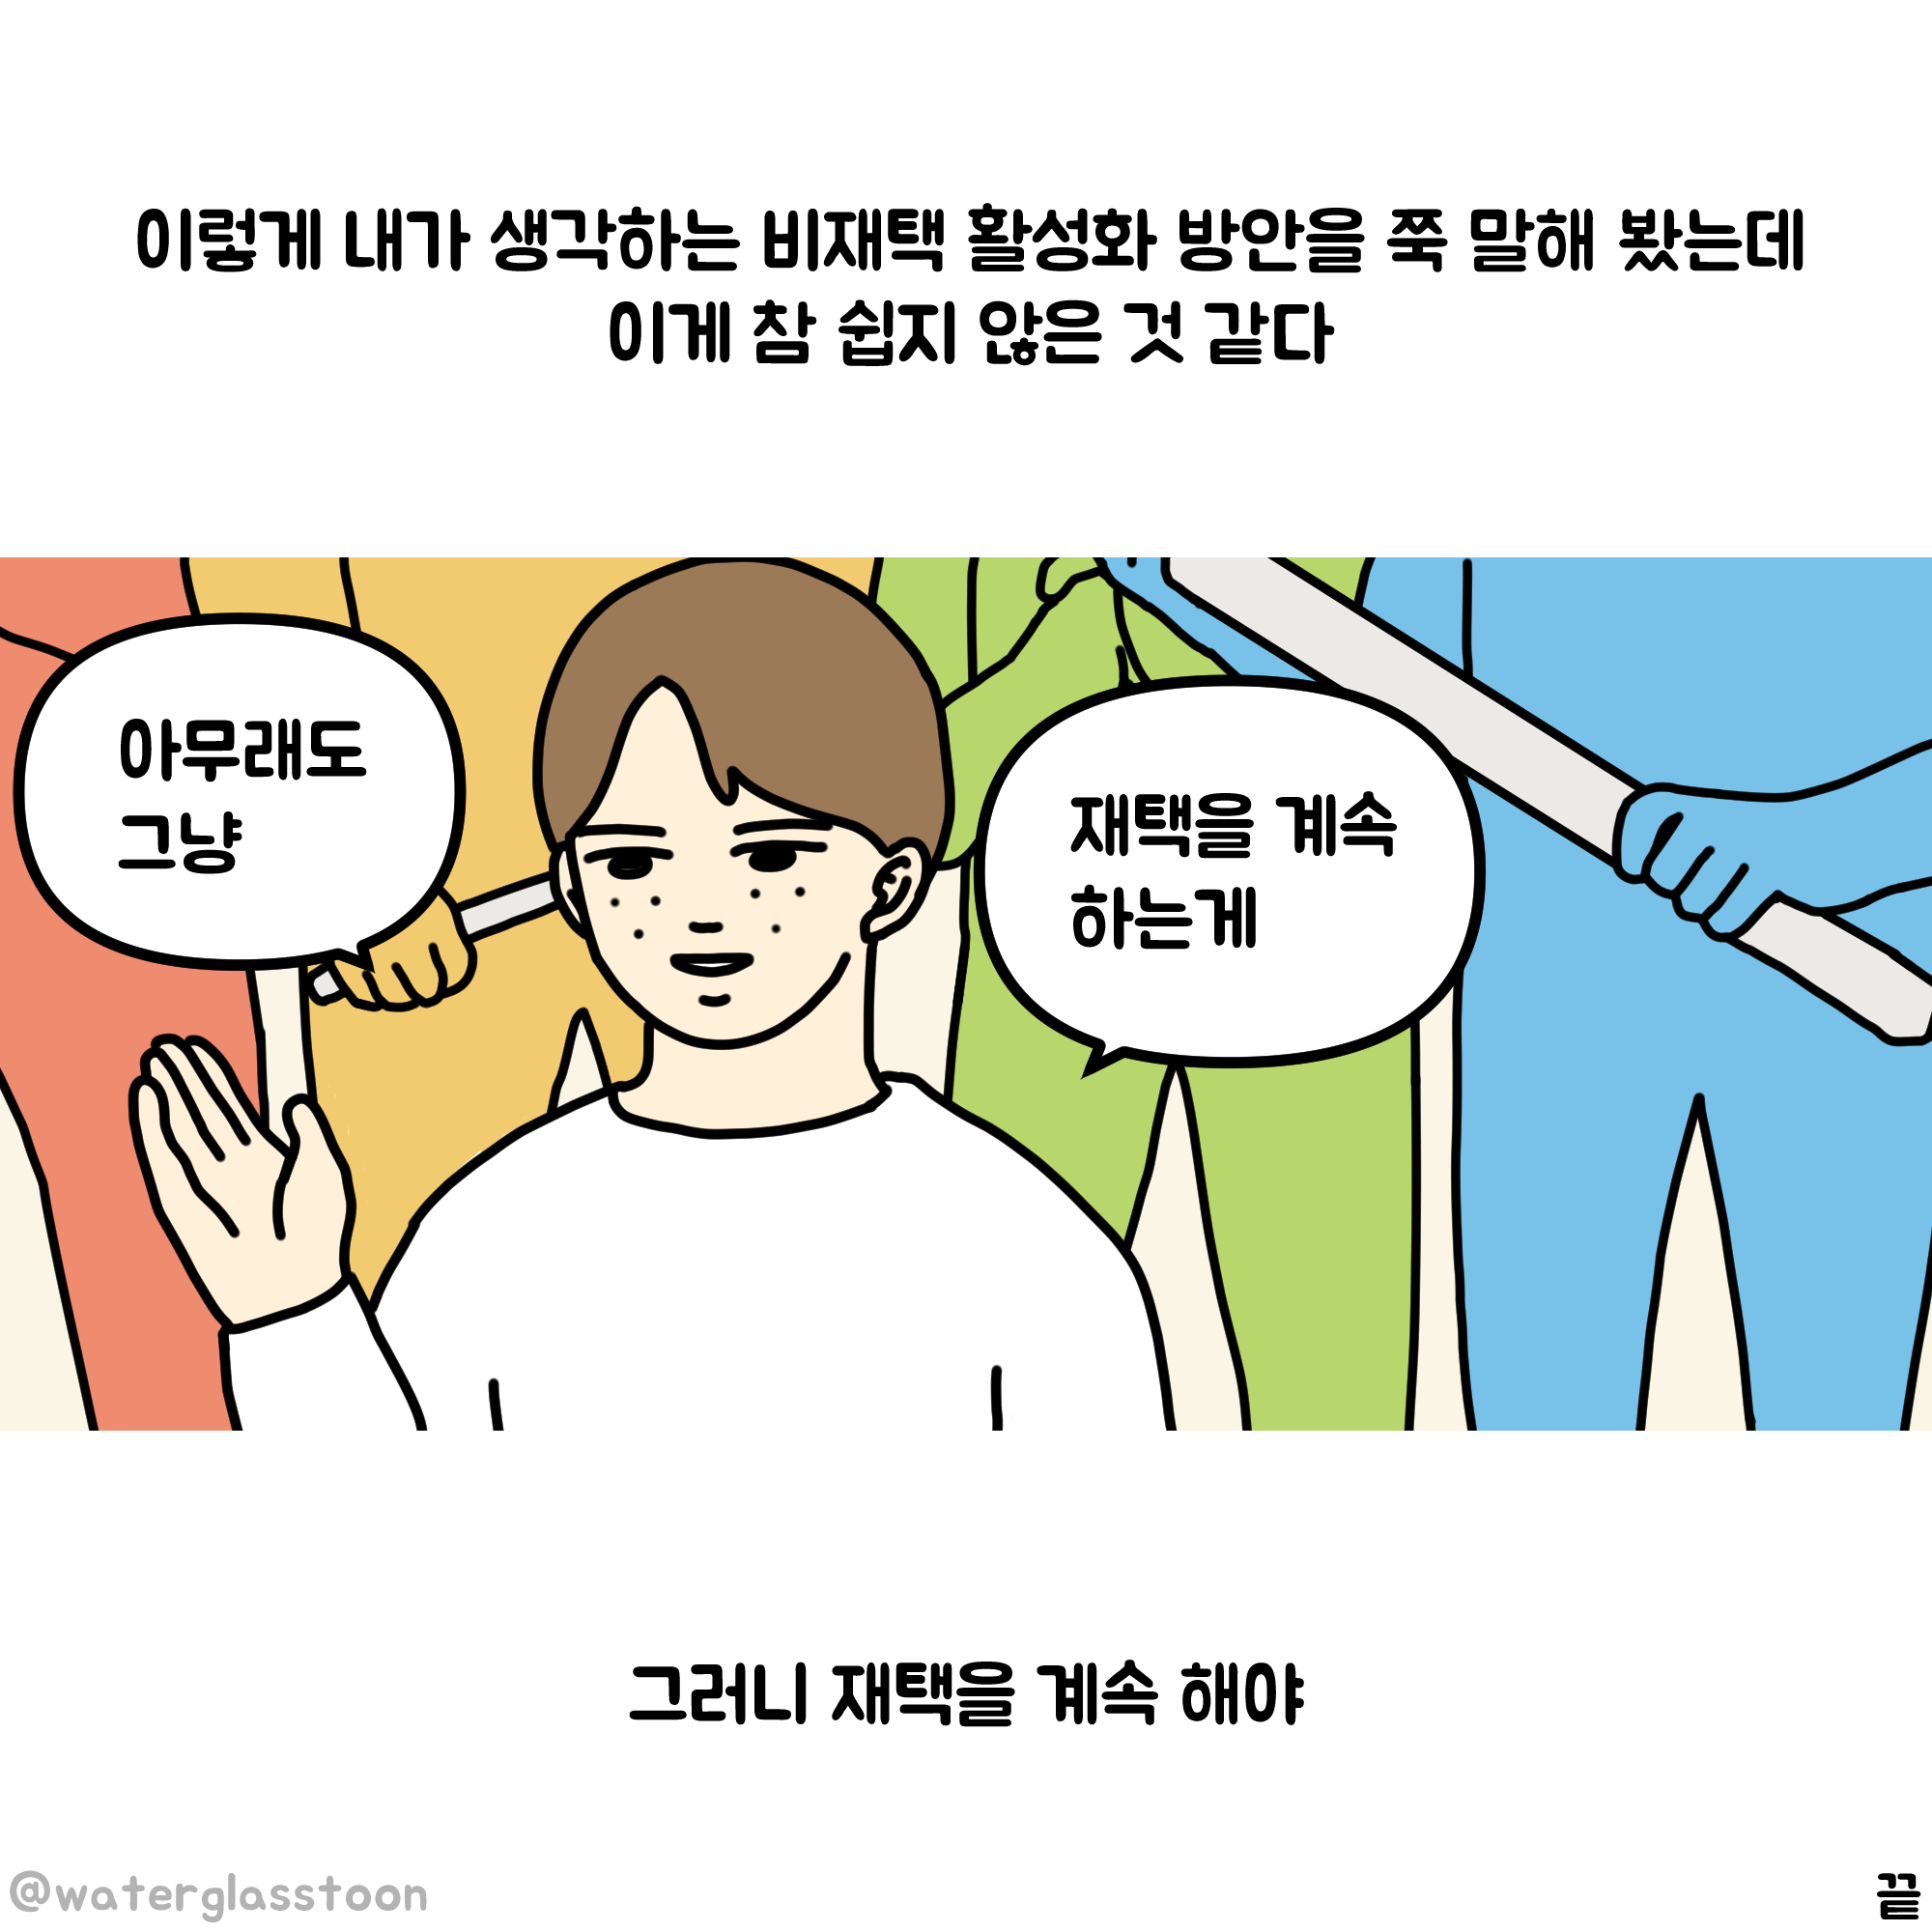 이렇게 내가 생각하는 비재택 활성화 방안을 쭉 말해 봤는데
이게 참 쉽지 않은 것 같다
아무래도
그냥
재택을 계속
하는게
그러니 재택을 계속 해야
@waterglasstoon
끝